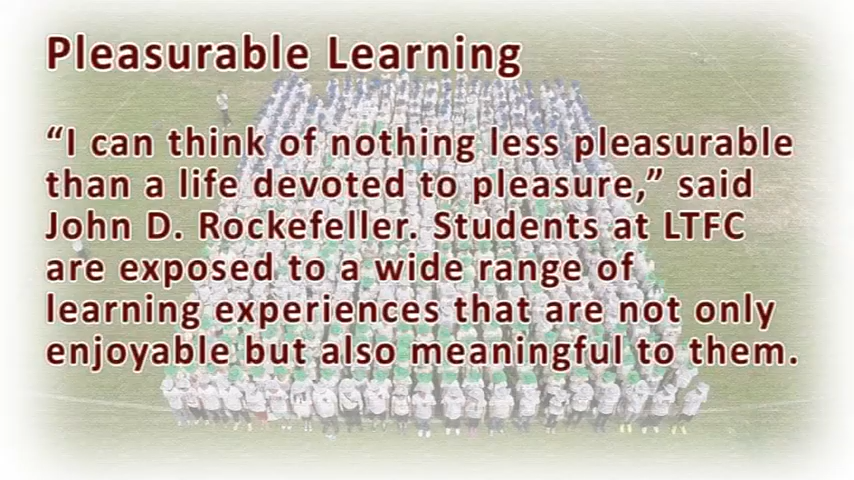 Pleasurable Learning
“I can think of nothing less pleasurable
than a life devoted to pleasure,” said
John D. Rockefeller. Students at LTFC
are exposed to a wide range of
learning experiences that are not only
enjoyable but also meaningful to them.